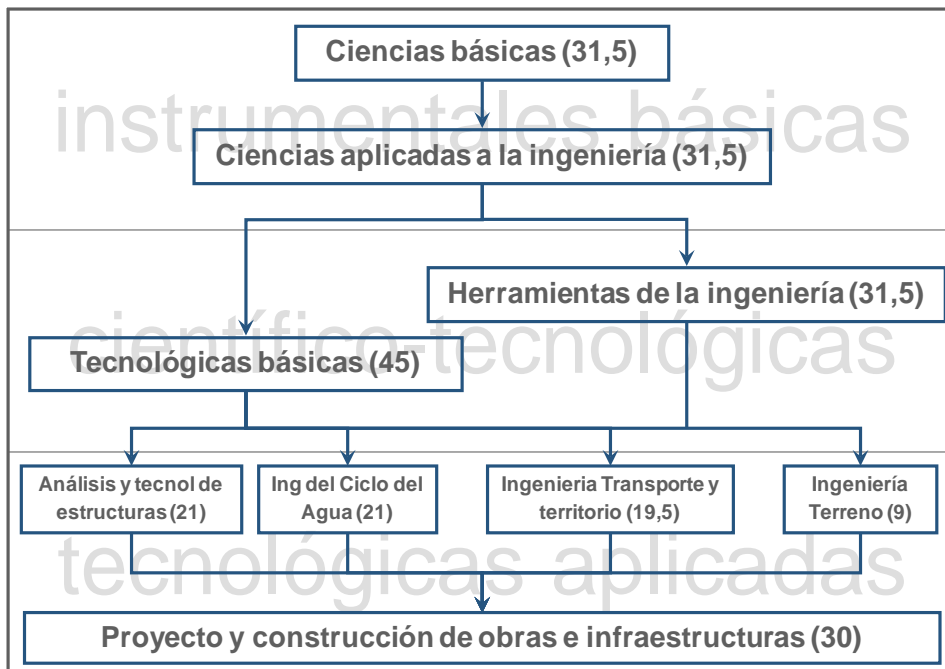 Ciencias básicas (31,5)
instrumentales básicas
Ciencias aplicadas a la ingeniería (31,5)
Herramientas de la ingeniería (31,5)
científico-tecnológicas
Tecnológicas básicas (45)
Análisis y tecnol de
estructuras (21)
Ing del Ciclo del
Agua (21)
Ingenieria Transporte y
territorio (19,5)
Ingeniería
Terreno (9)
tecnológicas aplicadas
Proyecto y construcción de obras e infraestructuras (30)